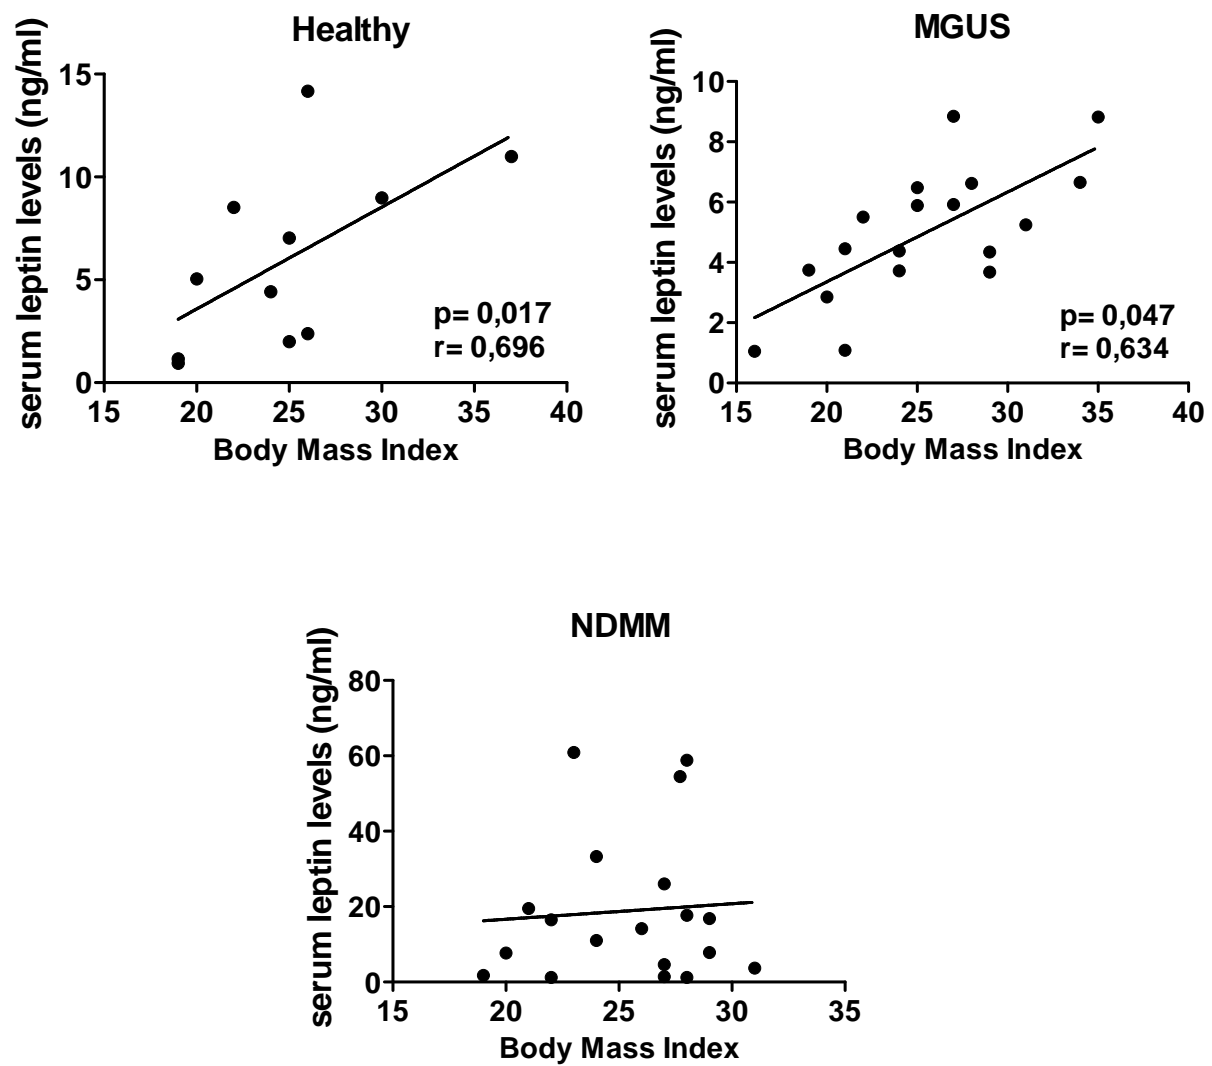 Healthy
serum leptin levels (ng/ml)
15
10
5
0
15 20 25 30 35 40
Body Mass Index
p= 0,017
r= 0,696
MGUS
serum leptin levels (ng/ml)
10
8
6
4
2
0
15 20 25 30 35 40
Body Mass Index
p= 0,047
r= 0,634
NDMM
serum leptin levels (ng/ml)
80
60
40
20
0
15 20 25 30 35
Body Mass Index